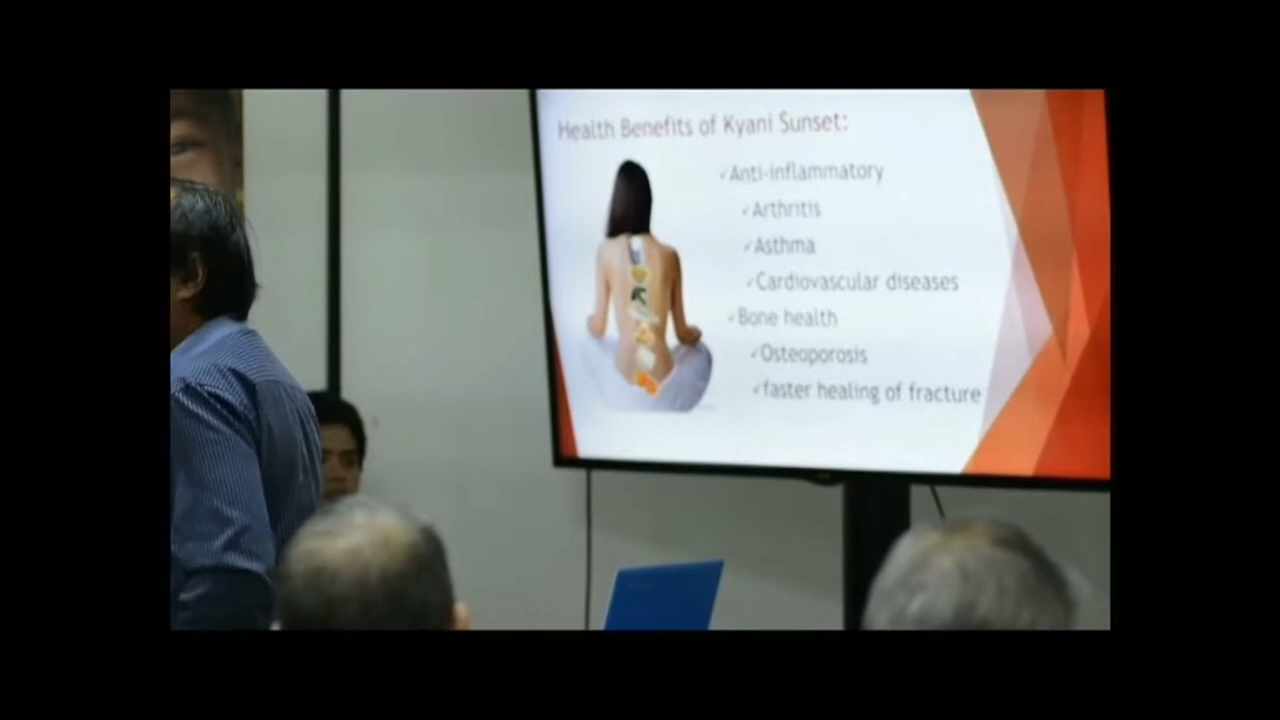 Health Benefits of Kyani Sunset:
✓Anti-inflammatory
✓Arthritis
✓Asthma
✓Cardiovascular diseases
✓Bone health
✓Osteoporosis
✓faster healing of fracture